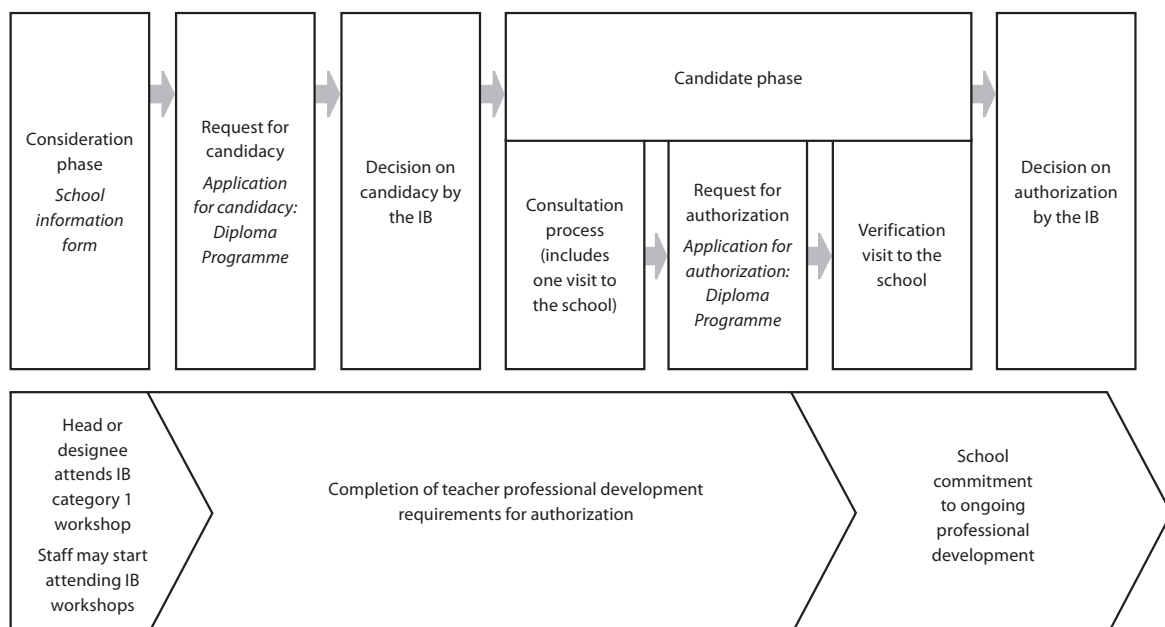 Consideration
phase
School
information
form
Request for
candidacy
Application
for candidacy:
Diploma
Programme
Decision on
candidacy by
the IB
Candidate phase
Consultation
process
(includes
one visit to
the school)
Request for
authorization
Application for
authorization:
Diploma
Programme
Verification
visit to the
school
Decision on
authorization
by the IB
Head or
designee
attends IB
category 1
workshop
Staff may start
attending IB
workshops
Completion of teacher professional development
requirements for authorization
School
commitment
to ongoing
professional
development